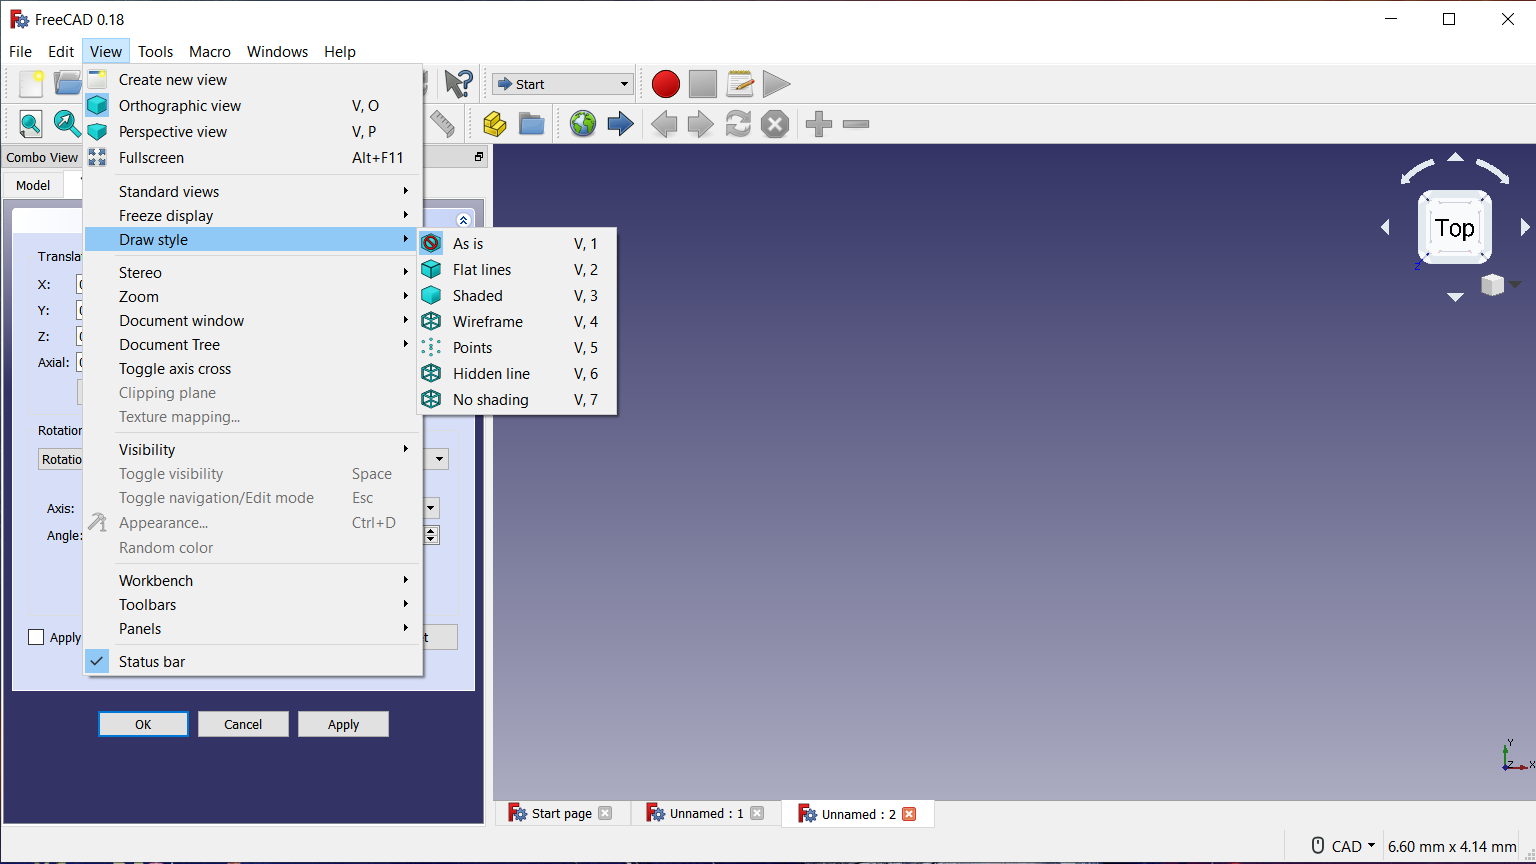 FreeCAD 0.18
File Edit View Tools Macro Windows Help
Start
Combo View
Model
Create new view
Orthographic view V, O
Perspective view V, P
Fullscreen Alt+F11
Standard views
Freeze display
Draw style
Stereo
Zoom
Document window
Document Tree
Toggle axis cross
Clipping plane
Texture mapping...
Visibility
Toggle visibility Space
Toggle navigation/Edit mode Esc
Appearance... Ctrl+D
Random color
Workbench
Toolbars
Panels
Status bar
As is V, 1
Flat lines V, 2
Shaded V, 3
Wireframe V, 4
Points V, 5
Hidden line V, 6
No shading V, 7
X:
Y:
Z:
Axial:
Axis:
Angle:
Apply
OK Cancel Apply
Top
Z
Y
Z X
Start page Unnamed : 1 Unnamed : 2
CAD 6.60 mm x 4.14 mm